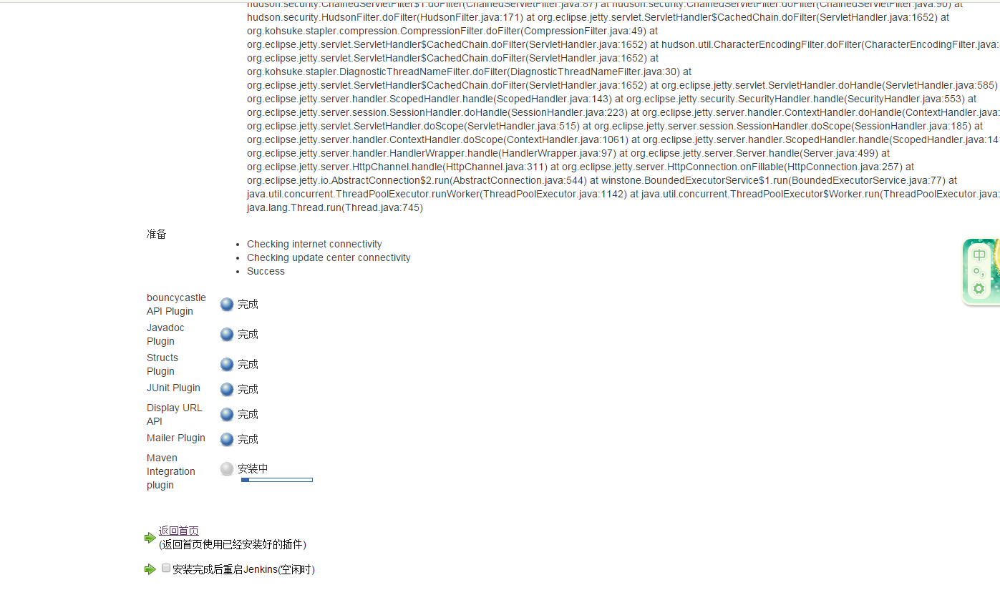 hudson.security.ChainedServletFilter$1.doFilter(ChainedServletFilter.java:87) at hudson.security.ChainedServletFilter.doFilter(ChainedServletFilter.java:90) at
hudson.security.HudsonFilter.doFilter(HudsonFilter.java:171) at org.eclipse.jetty.servlet.ServletHandler$CachedChain.doFilter(ServletHandler.java:1652) at
org.kohsuke.stapler.compression.CompressionFilter.doFilter(CompressionFilter.java:49) at
org.eclipse.jetty.servlet.ServletHandler$CachedChain.doFilter(ServletHandler.java:1652) at hudson.util.CharacterEncodingFilter.doFilter(CharacterEncodingFilter.java:
org.eclipse.jetty.servlet.ServletHandler$CachedChain.doFilter(ServletHandler.java:1652) at
org.kohsuke.stapler.DiagnosticThreadNameFilter.doFilter(DiagnosticThreadNameFilter.java:30) at
org.eclipse.jetty.servlet.ServletHandler$CachedChain.doFilter(ServletHandler.java:1652) at org.eclipse.jetty.servlet.ServletHandler.doHandle(ServletHandler.java:585)
org.eclipse.jetty.server.handler.ScopedHandler.handle(ScopedHandler.java:143) at org.eclipse.jetty.security.SecurityHandler.handle(SecurityHandler.java:553) at
org.eclipse.jetty.server.session.SessionHandler.doHandle(SessionHandler.java:223) at org.eclipse.jetty.server.handler.ContextHandler.doHandle(ContextHandler.java:
org.eclipse.jetty.servlet.ServletHandler.doScope(ServletHandler.java:515) at org.eclipse.jetty.server.session.SessionHandler.doScope(SessionHandler.java:185) at
org.eclipse.jetty.server.handler.ContextHandler.doScope(ContextHandler.java:1061) at org.eclipse.jetty.server.handler.ScopedHandler.handle(ScopedHandler.java:14
org.eclipse.jetty.server.handler.HandlerWrapper.handle(HandlerWrapper.java:97) at org.eclipse.jetty.server.Server.handle(Server.java:499) at
org.eclipse.jetty.server.HttpChannel.handle(HttpChannel.java:311) at org.eclipse.jetty.server.HttpConnection.onFillable(HttpConnection.java:257) at
org.eclipse.jetty.io.AbstractConnection$2.run(AbstractConnection.java:544) at winstone.BoundedExecutorService$1.run(BoundedExecutorService.java:77) at
java.util.concurrent.ThreadPoolExecutor.runWorker(ThreadPoolExecutor.java:1142) at java.util.concurrent.ThreadPoolExecutor$Worker.run(ThreadPoolExecutor.java:
java.lang.Thread.run(Thread.java:745)
准备
Checking internet connectivity
Checking update center connectivity
Success
中
bouncycastle
API Plugin
完成
Javadoc
Plugin
完成
Structs
Plugin
完成
JUnit Plugin
完成
Display URL
API
完成
Mailer Plugin
完成
Maven
Integration
plugin
安装中
返回首页
(返回首页使用已经安装好的插件)
安装完成后重启Jenkins(空闲时)